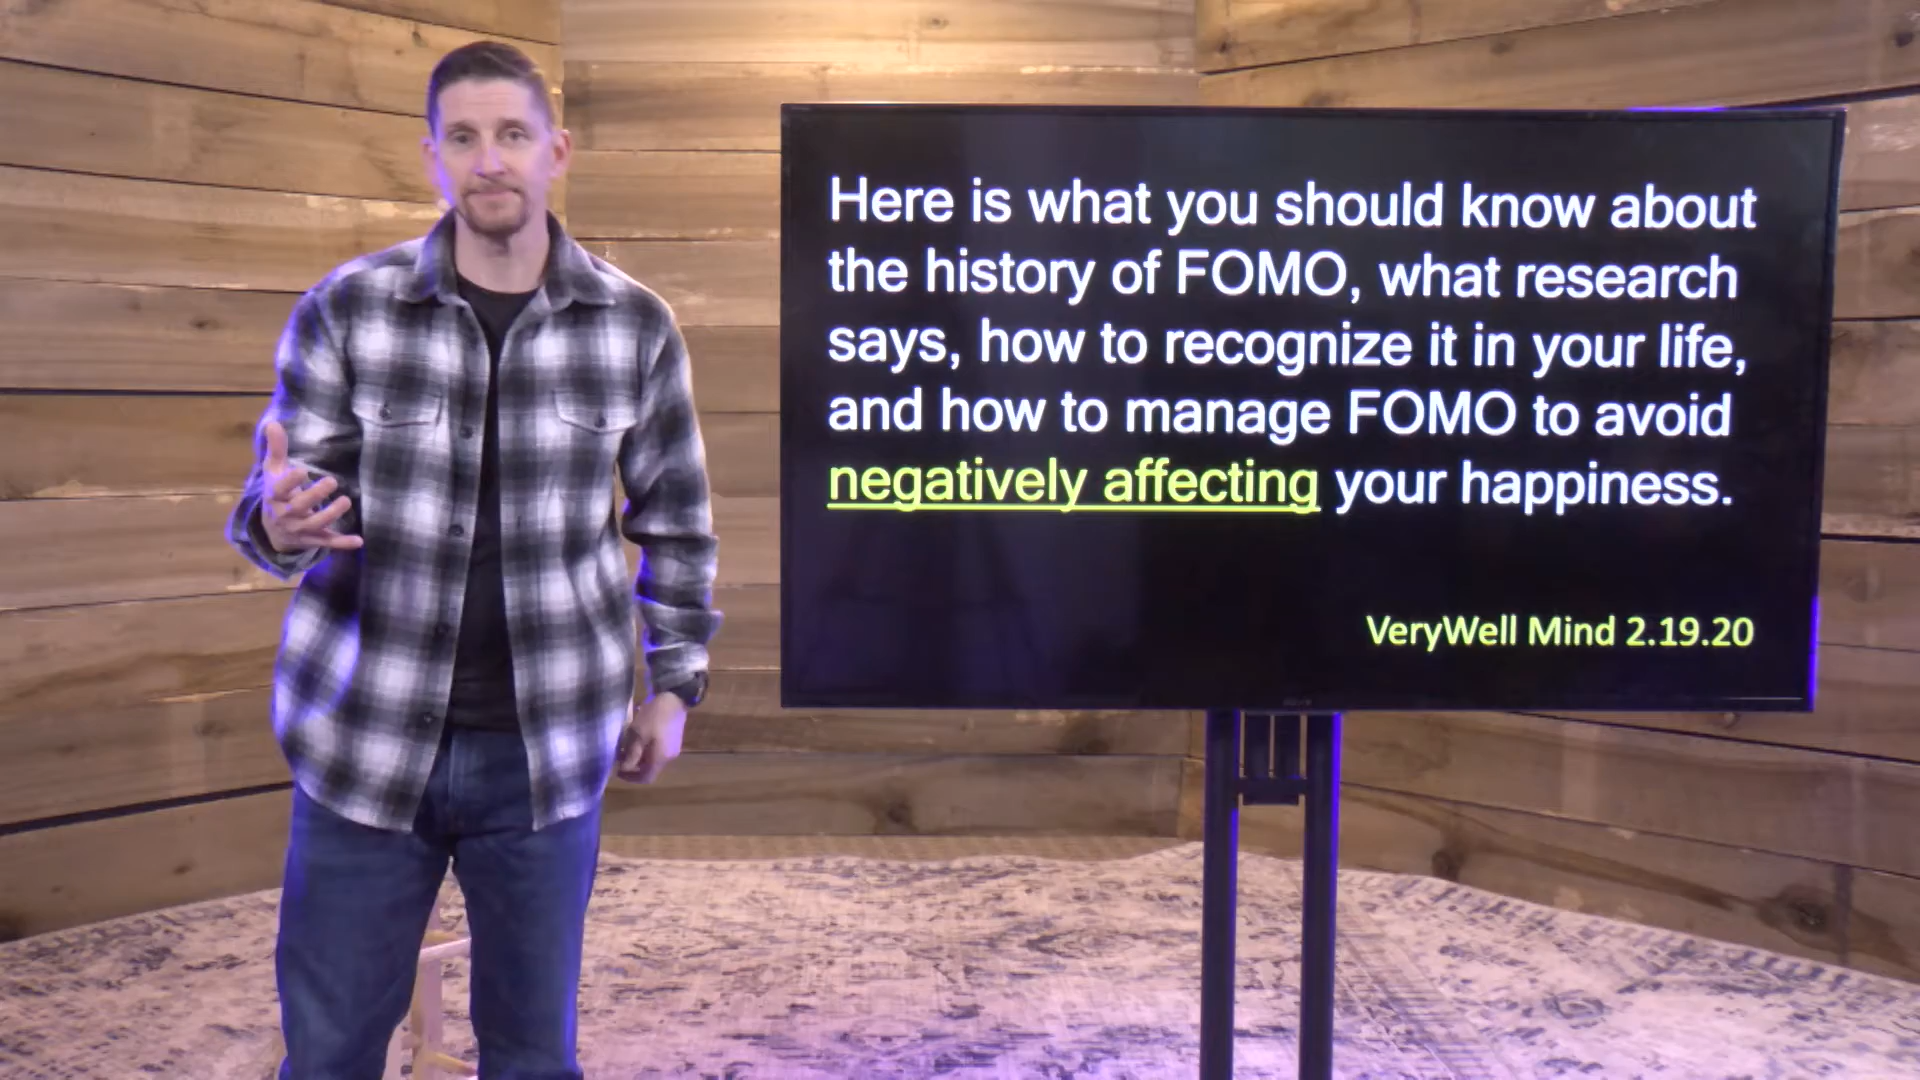 Here is what you should know about
the history of FOMO, what research
says, how to recognize it in your life,
and how to manage FOMO to avoid
negatively affecting your happiness.
VeryWell Mind 2.19.20